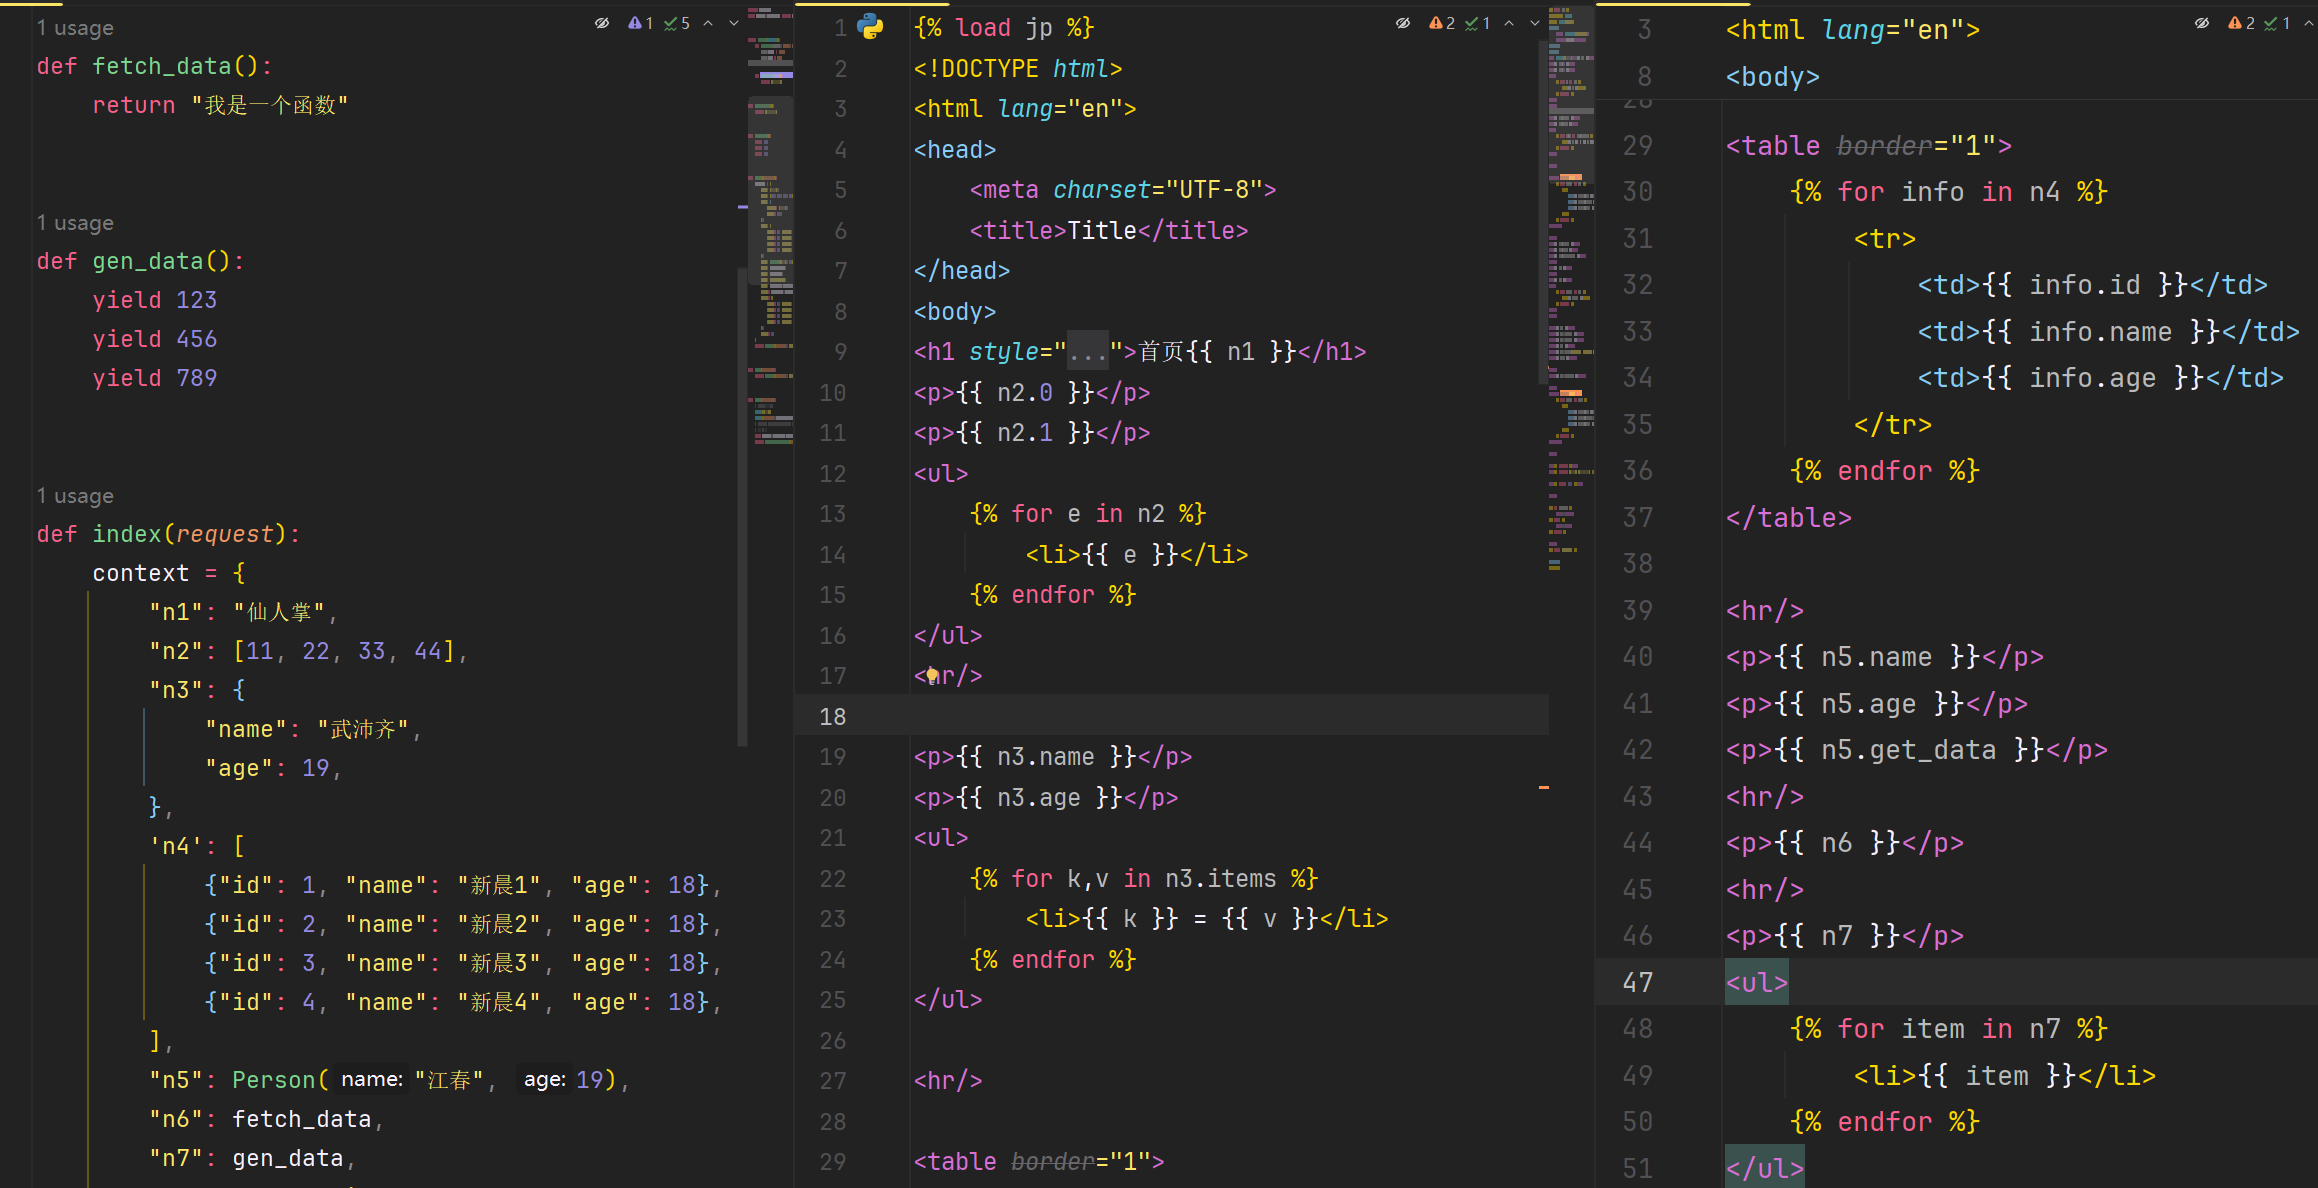 1 usage
def fetch_data():
    return "我是一个函数"
1 usage
def gen_data():
    yield 123
    yield 456
    yield 789
1 usage
def index(request):
    context = {
        "n1": "仙人掌",
        "n2": [11, 22, 33, 44],
        "n3": {
            "name": "武沛齐",
            "age": 19,
        },
        'n4': [
            {"id": 1, "name": "新晨1", "age": 18},
            {"id": 2, "name": "新晨2", "age": 18},
            {"id": 3, "name": "新晨3", "age": 18},
            {"id": 4, "name": "新晨4", "age": 18},
        ],
        "n5": Person( name: "江春", age: 19),
        "n6": fetch_data,
        "n7": gen_data,
1 5
1 {% load jp %}
2 <!DOCTYPE html>
3 <html lang="en">
4 <head>
5     <meta charset="UTF-8">
6     <title>Title</title>
7 </head>
8 <body>
9 <h1 style="...">首页{{ n1 }}</h1>
10 <p>{{ n2.0 }}</p>
11 <p>{{ n2.1 }}</p>
12 <ul>
13     {% for e in n2 %}
14         <li>{{ e }}</li>
15     {% endfor %}
16 </ul>
17 <hr/>
18
19 <p>{{ n3.name }}</p>
20 <p>{{ n3.age }}</p>
21 <ul>
22     {% for k,v in n3.items %}
23         <li>{{ k }} = {{ v }}</li>
24     {% endfor %}
25 </ul>
26
27 <hr/>
28
29 <table border="1">
2 1
3 <html lang="en">
8 <body>
28
29 <table border="1">
30     {% for info in n4 %}
31         <tr>
32             <td>{{ info.id }}</td>
33             <td>{{ info.name }}</td>
34             <td>{{ info.age }}</td>
35         </tr>
36     {% endfor %}
37 </table>
38
39 <hr/>
40 <p>{{ n5.name }}</p>
41 <p>{{ n5.age }}</p>
42 <p>{{ n5.get_data }}</p>
43 <hr/>
44 <p>{{ n6 }}</p>
45 <hr/>
46 <p>{{ n7 }}</p>
47 <ul>
48     {% for item in n7 %}
49         <li>{{ item }}</li>
50     {% endfor %}
51 </ul>
2 1